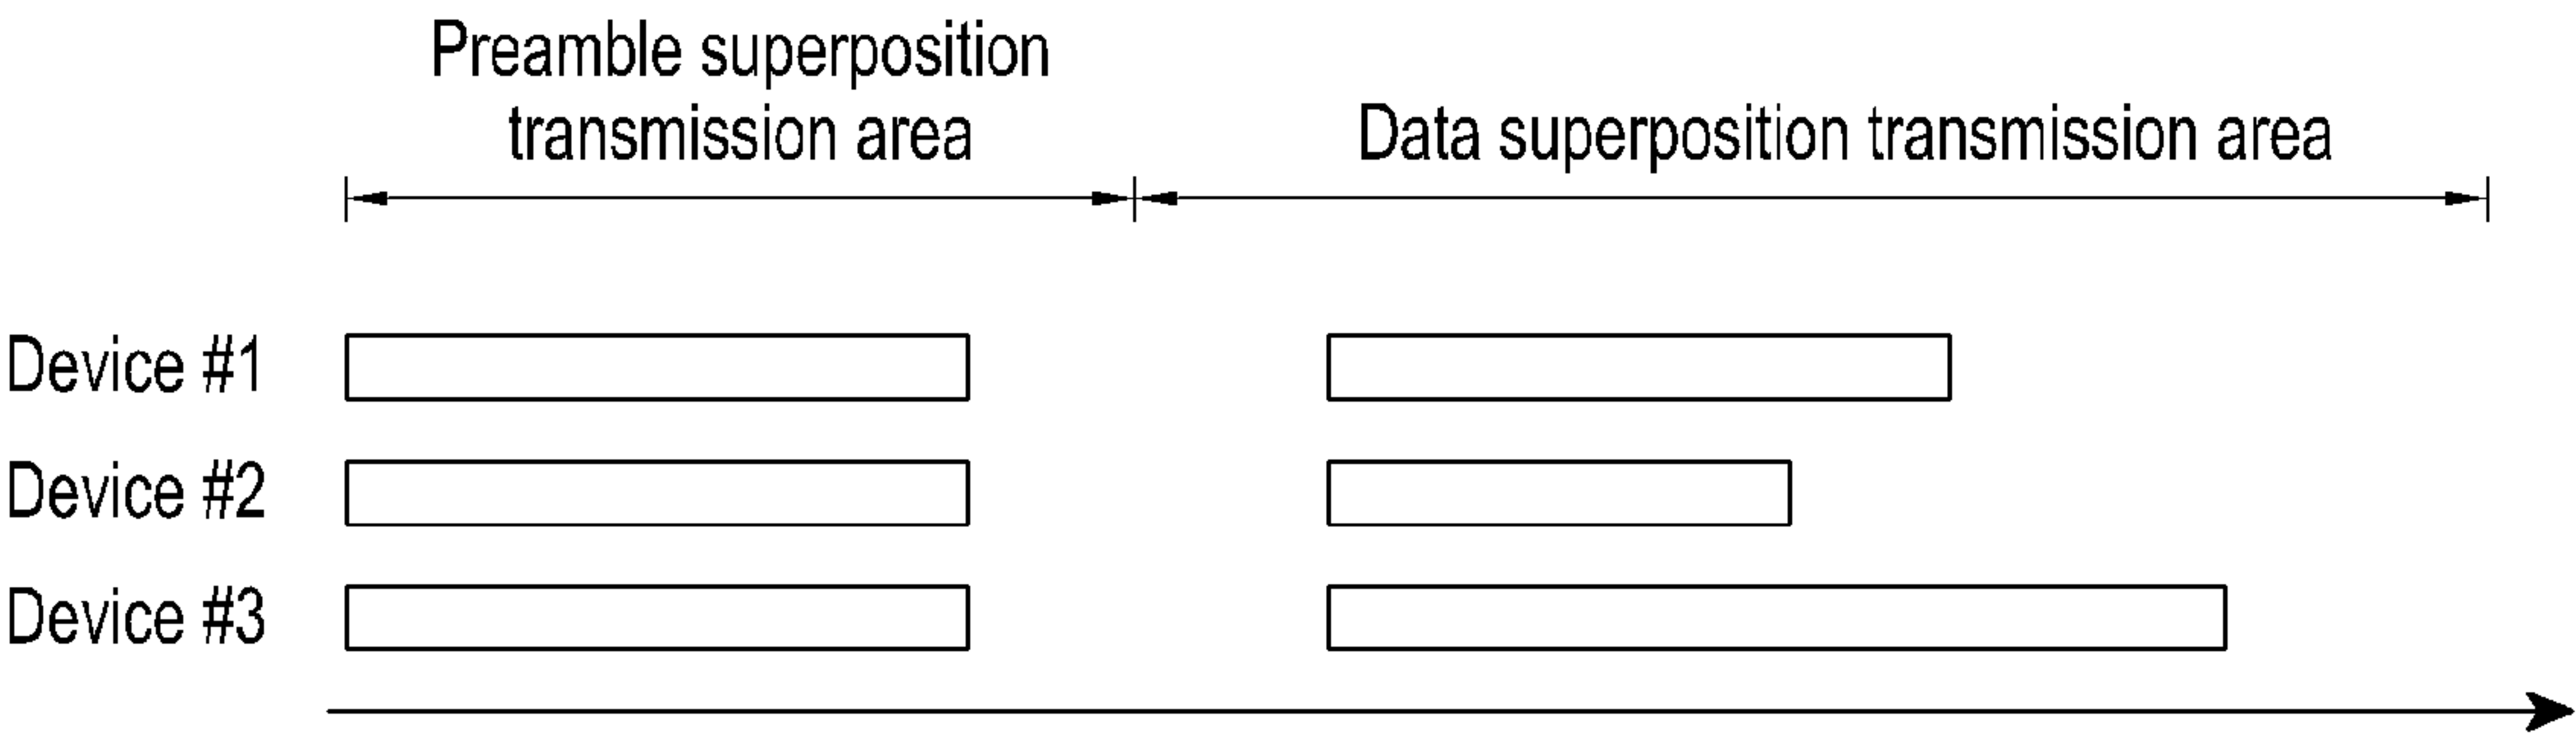 Preamble superposition
transmission area
Data superposition transmission area
Device #1
Device #2
Device #3